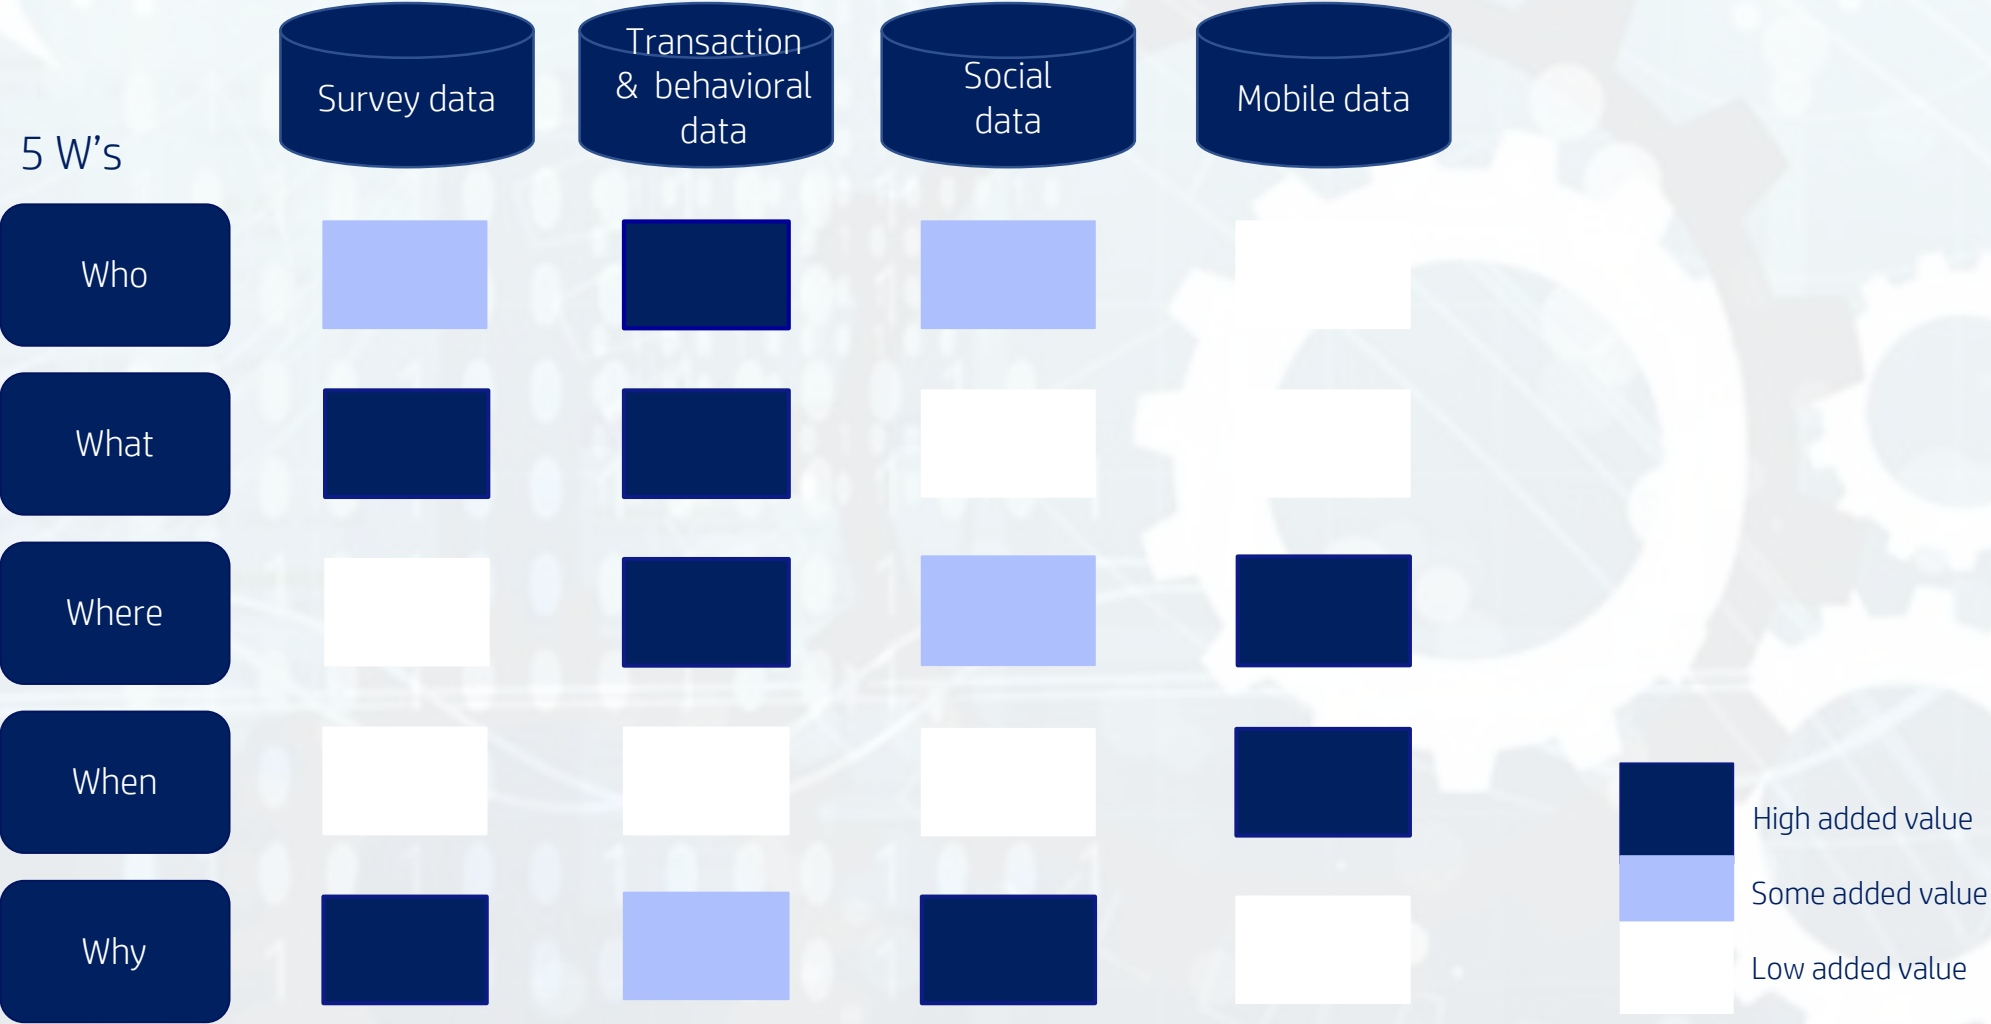 Survey data
Transaction
& behavioral
data
Social
data
Mobile data
5 W’s
Who
What
Where
When
Why
High added value
Some added value
Low added value